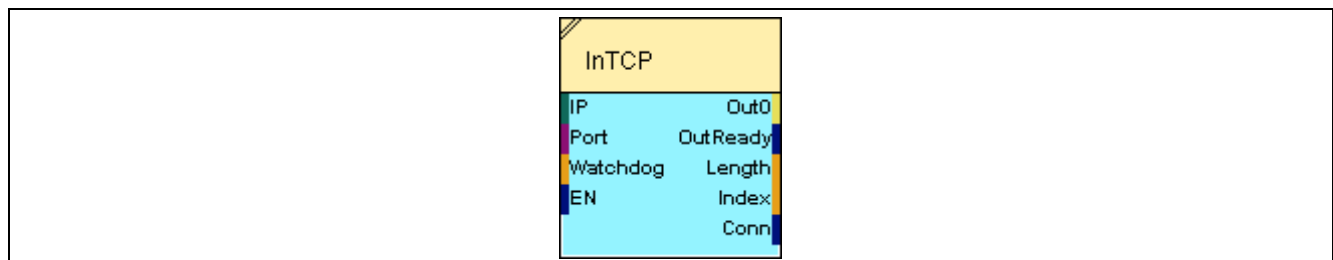 InTCP
IP Out0
Port OutReady
Watchdog Length
EN Index
Conn